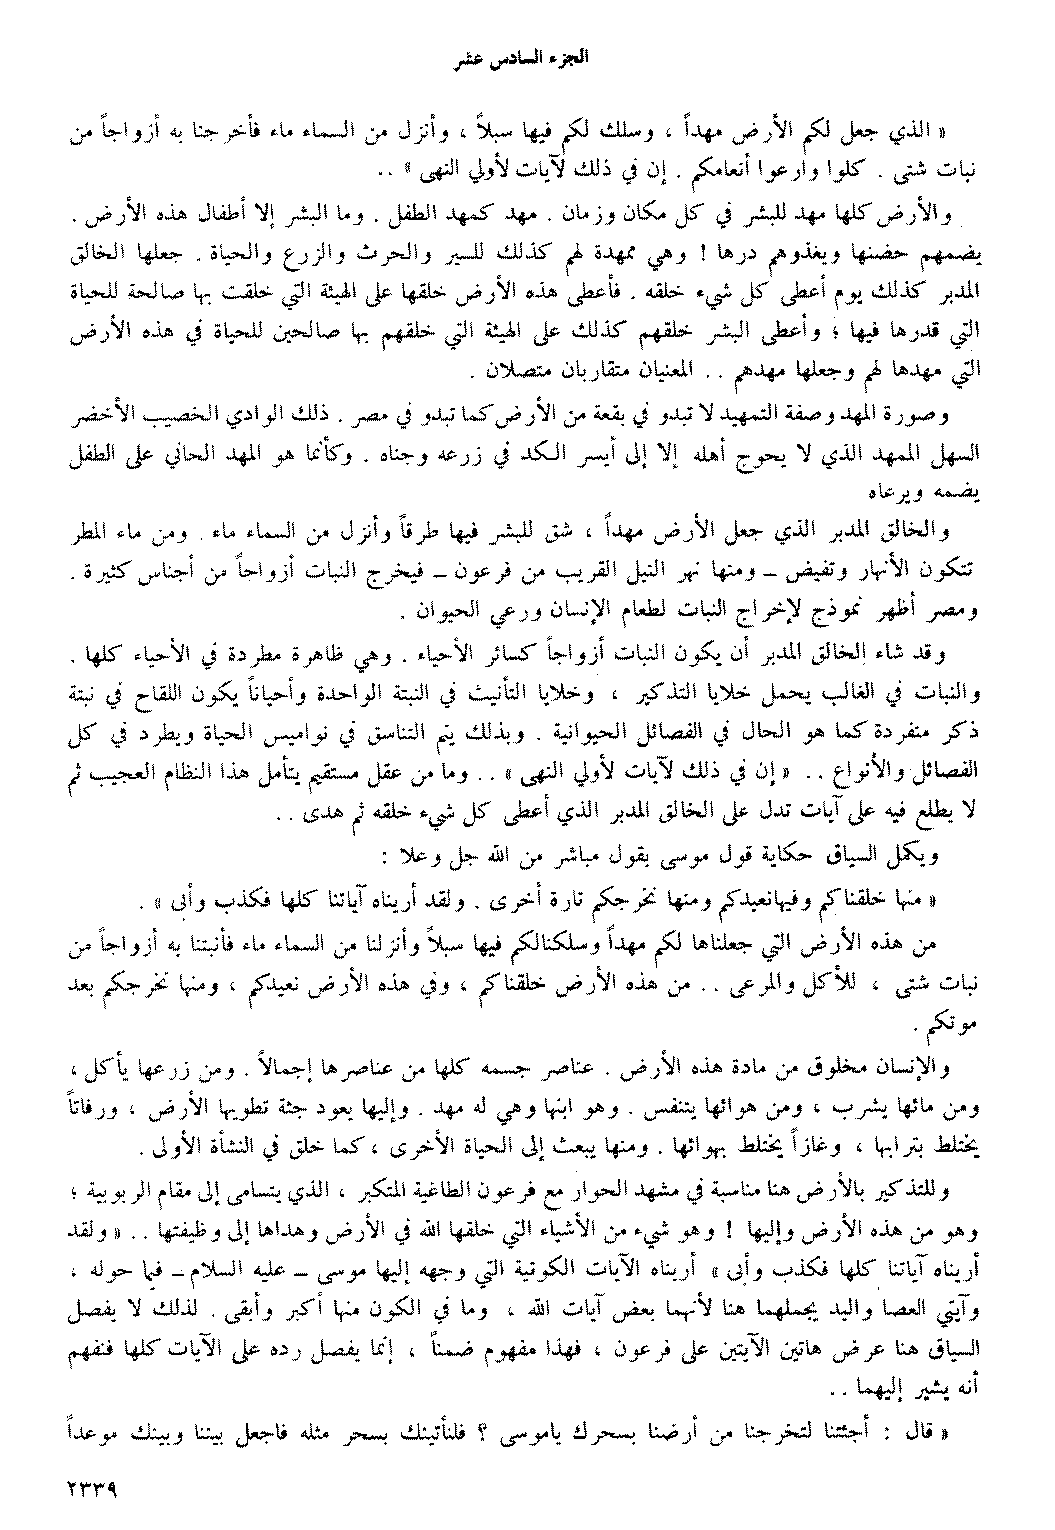 الجزء السادس عشر
« الذي جعل لكم الأرض مهداً ، وسلك لكم فيها سبلاً ، وأنزل من السماء ماء فأخرجنا به أزواجاً من
نبات شتى . كلوا وارعوا أنعامكم . إن في ذلك لآيات لأولي النهى » ..
والأرض كلها مهد للبشر في كل مكان وزمان . مهد كمهد الطفل . وما البشر إلا أطفال هذه الأرض .
يضمهم حضنها ويغذوهم درها ! وهي ممهدة لهم كذلك للسير والحرث والزرع والحياة . جعلها الخالق
المدبر كذلك يوم أعطى كل شيء خلقه . فأعطى هذه الأرض خلقها على الهيئة التي خلقت بها صالحة للحياة
التي قدرها فيها ؛ وأعطى البشر خلقهم كذلك على الهيئة التي خلقهم بها صالحين للحياة في هذه الأرض
التي مهدها لهم وجعلها مهدهم .. المعنيان متقاربان متصلان .
وصورة المهد وصفة التمهيد لا تبدو في بقعة من الأرض كما تبدو في مصر . ذلك الوادي الخصيب الأخضر
السهل الممهد الذي لا يحوج أهله إلا إلى أيسر الكد في زرعه وجناه . وكأنما هو المهد الحاني على الطفل
يضمه ويرعاه
والخالق المدبر الذي جعل الأرض مهداً ، شق للبشر فيها طرقاً وأنزل من السماء ماء . ومن ماء المطر
تتكون الأنهار وتفيض – ومنها نهر النيل القريب من فرعون – فيخرج النبات أزواجاً من أجناس كثيرة .
ومصر أظهر نموذج لإخراج النبات لطعام الإنسان ورعي الحيوان .
وقد شاء الخالق المدبر أن يكون النبات أزواجاً كسائر الأحياء . وهي ظاهرة مطردة في الأحياء كلها .
والنبات في الغالب يحمل خلايا التذكير ، وخلايا التأنيث في النبتة الواحدة وأحياناً يكون اللقاح في نبتة
ذكر منفردة كما هو الحال في الفصائل الحيوانية . وبذلك يتم التناسق في نواميس الحياة ويطرد في كل
الفصائل والأنواع .. « إن في ذلك لآيات لأولي النهى » .. وما من عقل مستقيم يتأمل هذا النظام العجيب ثم
لا يطلع فيه على آيات تدل على الخالق المدبر الذي أعطى كل شيء خلقه ثم هدى ..
ويكمل السياق حكاية قول موسى بقول مباشر من الله جل وعلا :
« منها خلقناكم وفيها نعيدكم ومنها نخرجكم تارة أخرى . ولقد أريناه آياتنا كلها فكذب وأبى » .
من هذه الأرض التي جعلناها لكم مهداً وسلكنا لكم فيها سبلاً وأنزلنا من السماء ماء فأنبتنا به أزواجاً من
نبات شتى ، للأكل والمرعى .. من هذه الأرض خلقناكم ، وفي هذه الأرض نعيدكم ، ومنها نخرجكم بعد
موتكم .
والإنسان مخلوق من مادة هذه الأرض . عناصر جسمه كلها من عناصرها إجمالاً . ومن زرعها يأكل ،
ومن مائها يشرب ، ومن هوائها يتنفس . وهو ابنها وهي له مهد . وإليها يعود جثة تطويها الأرض ، ورفاتاً
يختلط بترابها ، وغازاً يختلط بهوائها . ومنها يبعث إلى الحياة الأخرى ، كما خلق في النشأة الأولى .
وللتذكير بالأرض هنا مناسبة في مشهد الحوار مع فرعون الطاغية المتكبر ، الذي يتسامى إلى مقام الربوبية ؛
وهو من هذه الأرض وإليها ! وهو شيء من الأشياء التي خلقها الله في الأرض وهداها إلى وظيفتها .. « ولقد
أريناه آياتنا كلها فكذب وأبى » أريناه الآيات الكونية التي وجهه إليها موسى – عليه السلام – فيما حوله ،
وآيتي العصا واليد يجملهما هنا لأنهما بعض آيات الله ، وما في الكون منها أكبر وأبقى . لذلك لا يفصل
السياق هنا عرض هاتين الآيتين على فرعون ، فهذا مفهوم ضمناً ، إنما يفصل رده على الآيات كلها فنفهم
أنه يشير إليهما ..
« قال : أجئتنا لتخرجنا من أرضنا بسحرك ياموسى ؟ فلنأتينك بسحر مثله فاجعل بيننا وبينك موعداً
٢٣٣٩